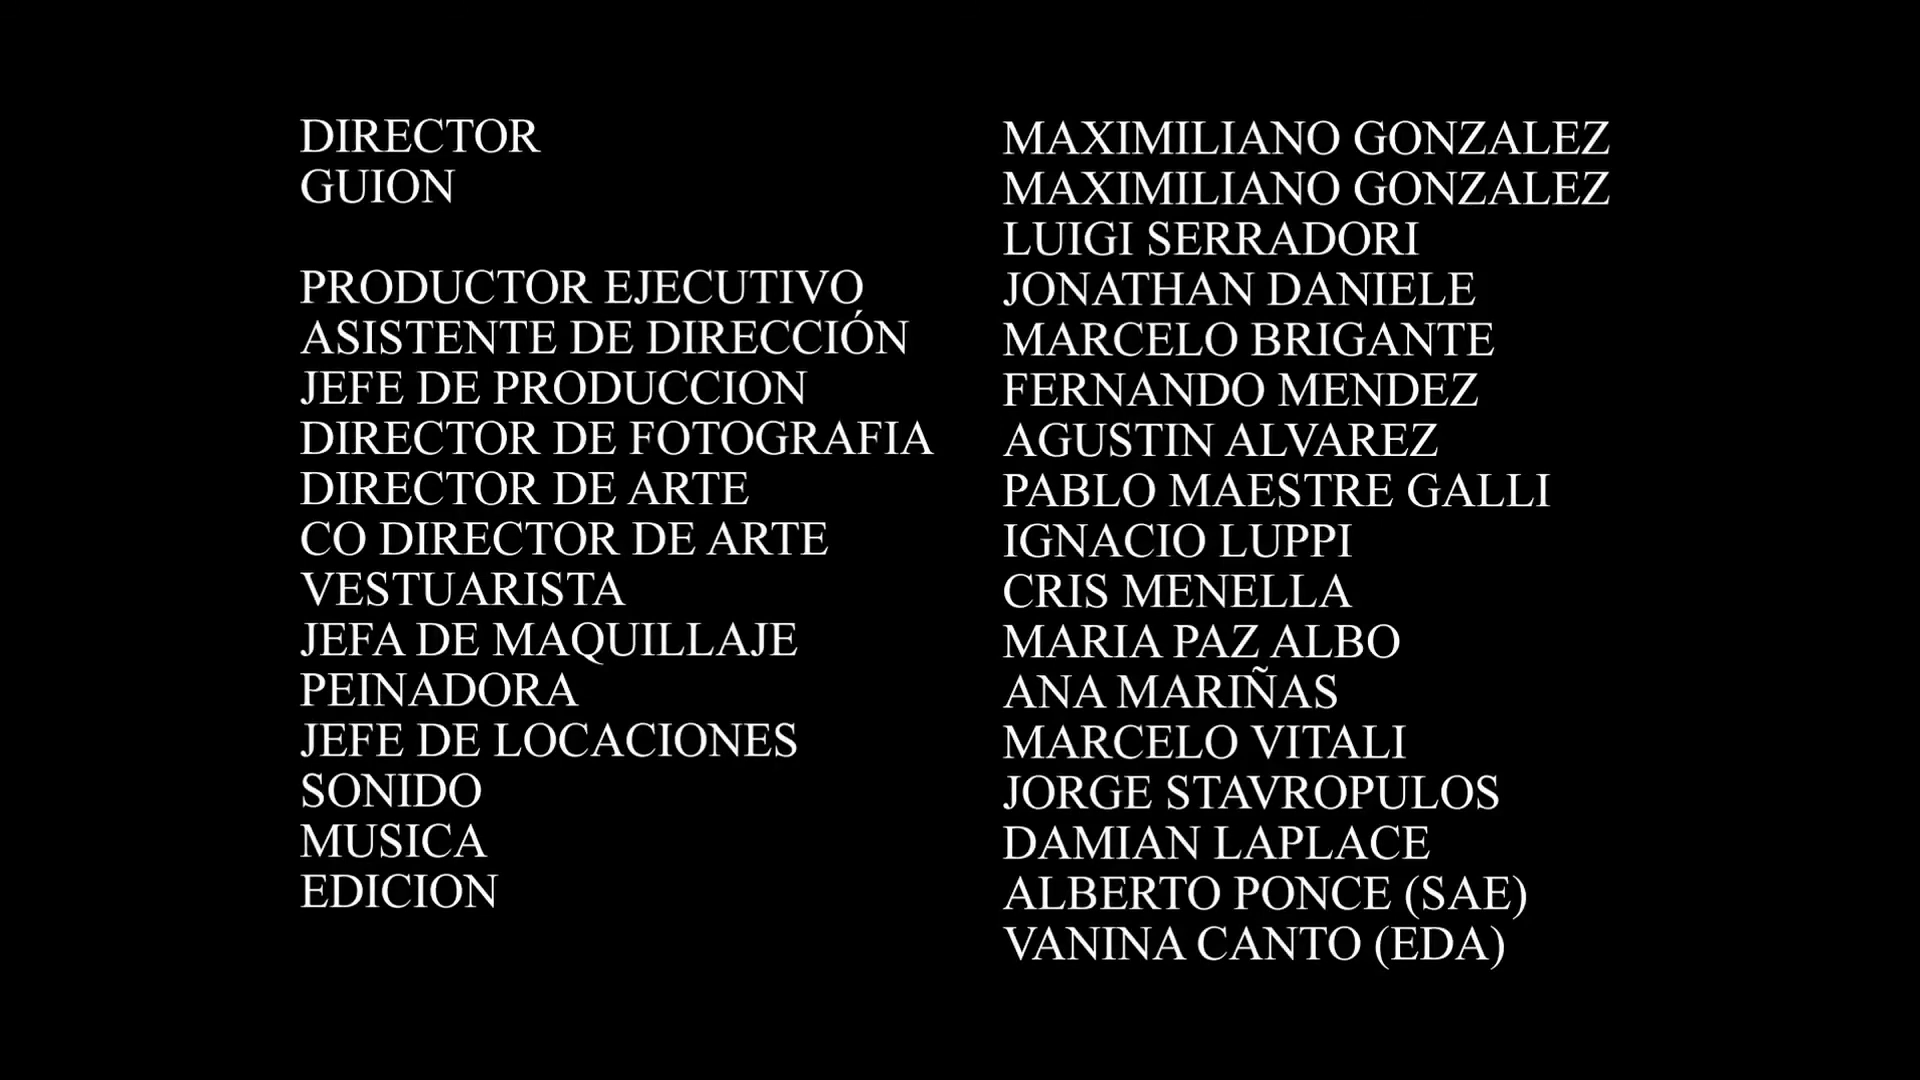 DIRECTOR MAXIMILIANO GONZALEZ
GUION MAXIMILIANO GONZALEZ
LUIGI SERRADORI
PRODUCTOR EJECUTIVO JONATHAN DANIELE
ASISTENTE DE DIRECCIÓN MARCELO BRIGANTE
JEFE DE PRODUCCION FERNANDO MENDEZ
DIRECTOR DE FOTOGRAFIA AGUSTIN ALVAREZ
DIRECTOR DE ARTE PABLO MAESTRE GALLI
CO DIRECTOR DE ARTE IGNACIO LUPPI
VESTUARISTA CRIS MENELLA
JEFA DE MAQUILLAJE MARIA PAZ ALBO
PEINADORA ANA MARIÑAS
JEFE DE LOCACIONES MARCELO VITALI
SONIDO JORGE STAVROPULOS
MUSICA DAMIAN LAPLACE
EDICION ALBERTO PONCE (SAE)
VANINA CANTO (EDA)